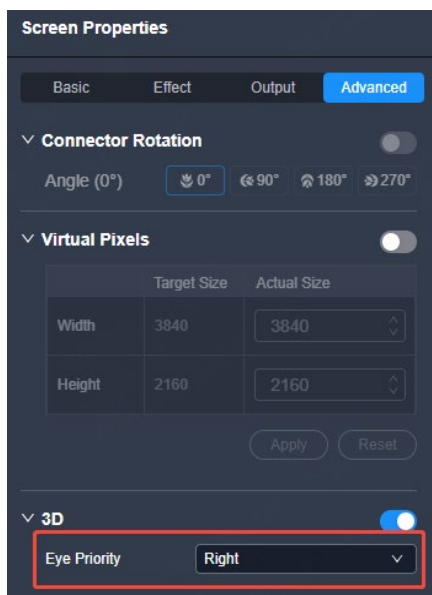 Screen Properties
Basic Effect Output Advanced
Connector Rotation
Angle (0°) 0° 90° 180° 270°
Virtual Pixels
Target Size Actual Size
Width 3840 3840
Height 2160 2160
Apply Reset
3D
Eye Priority Right